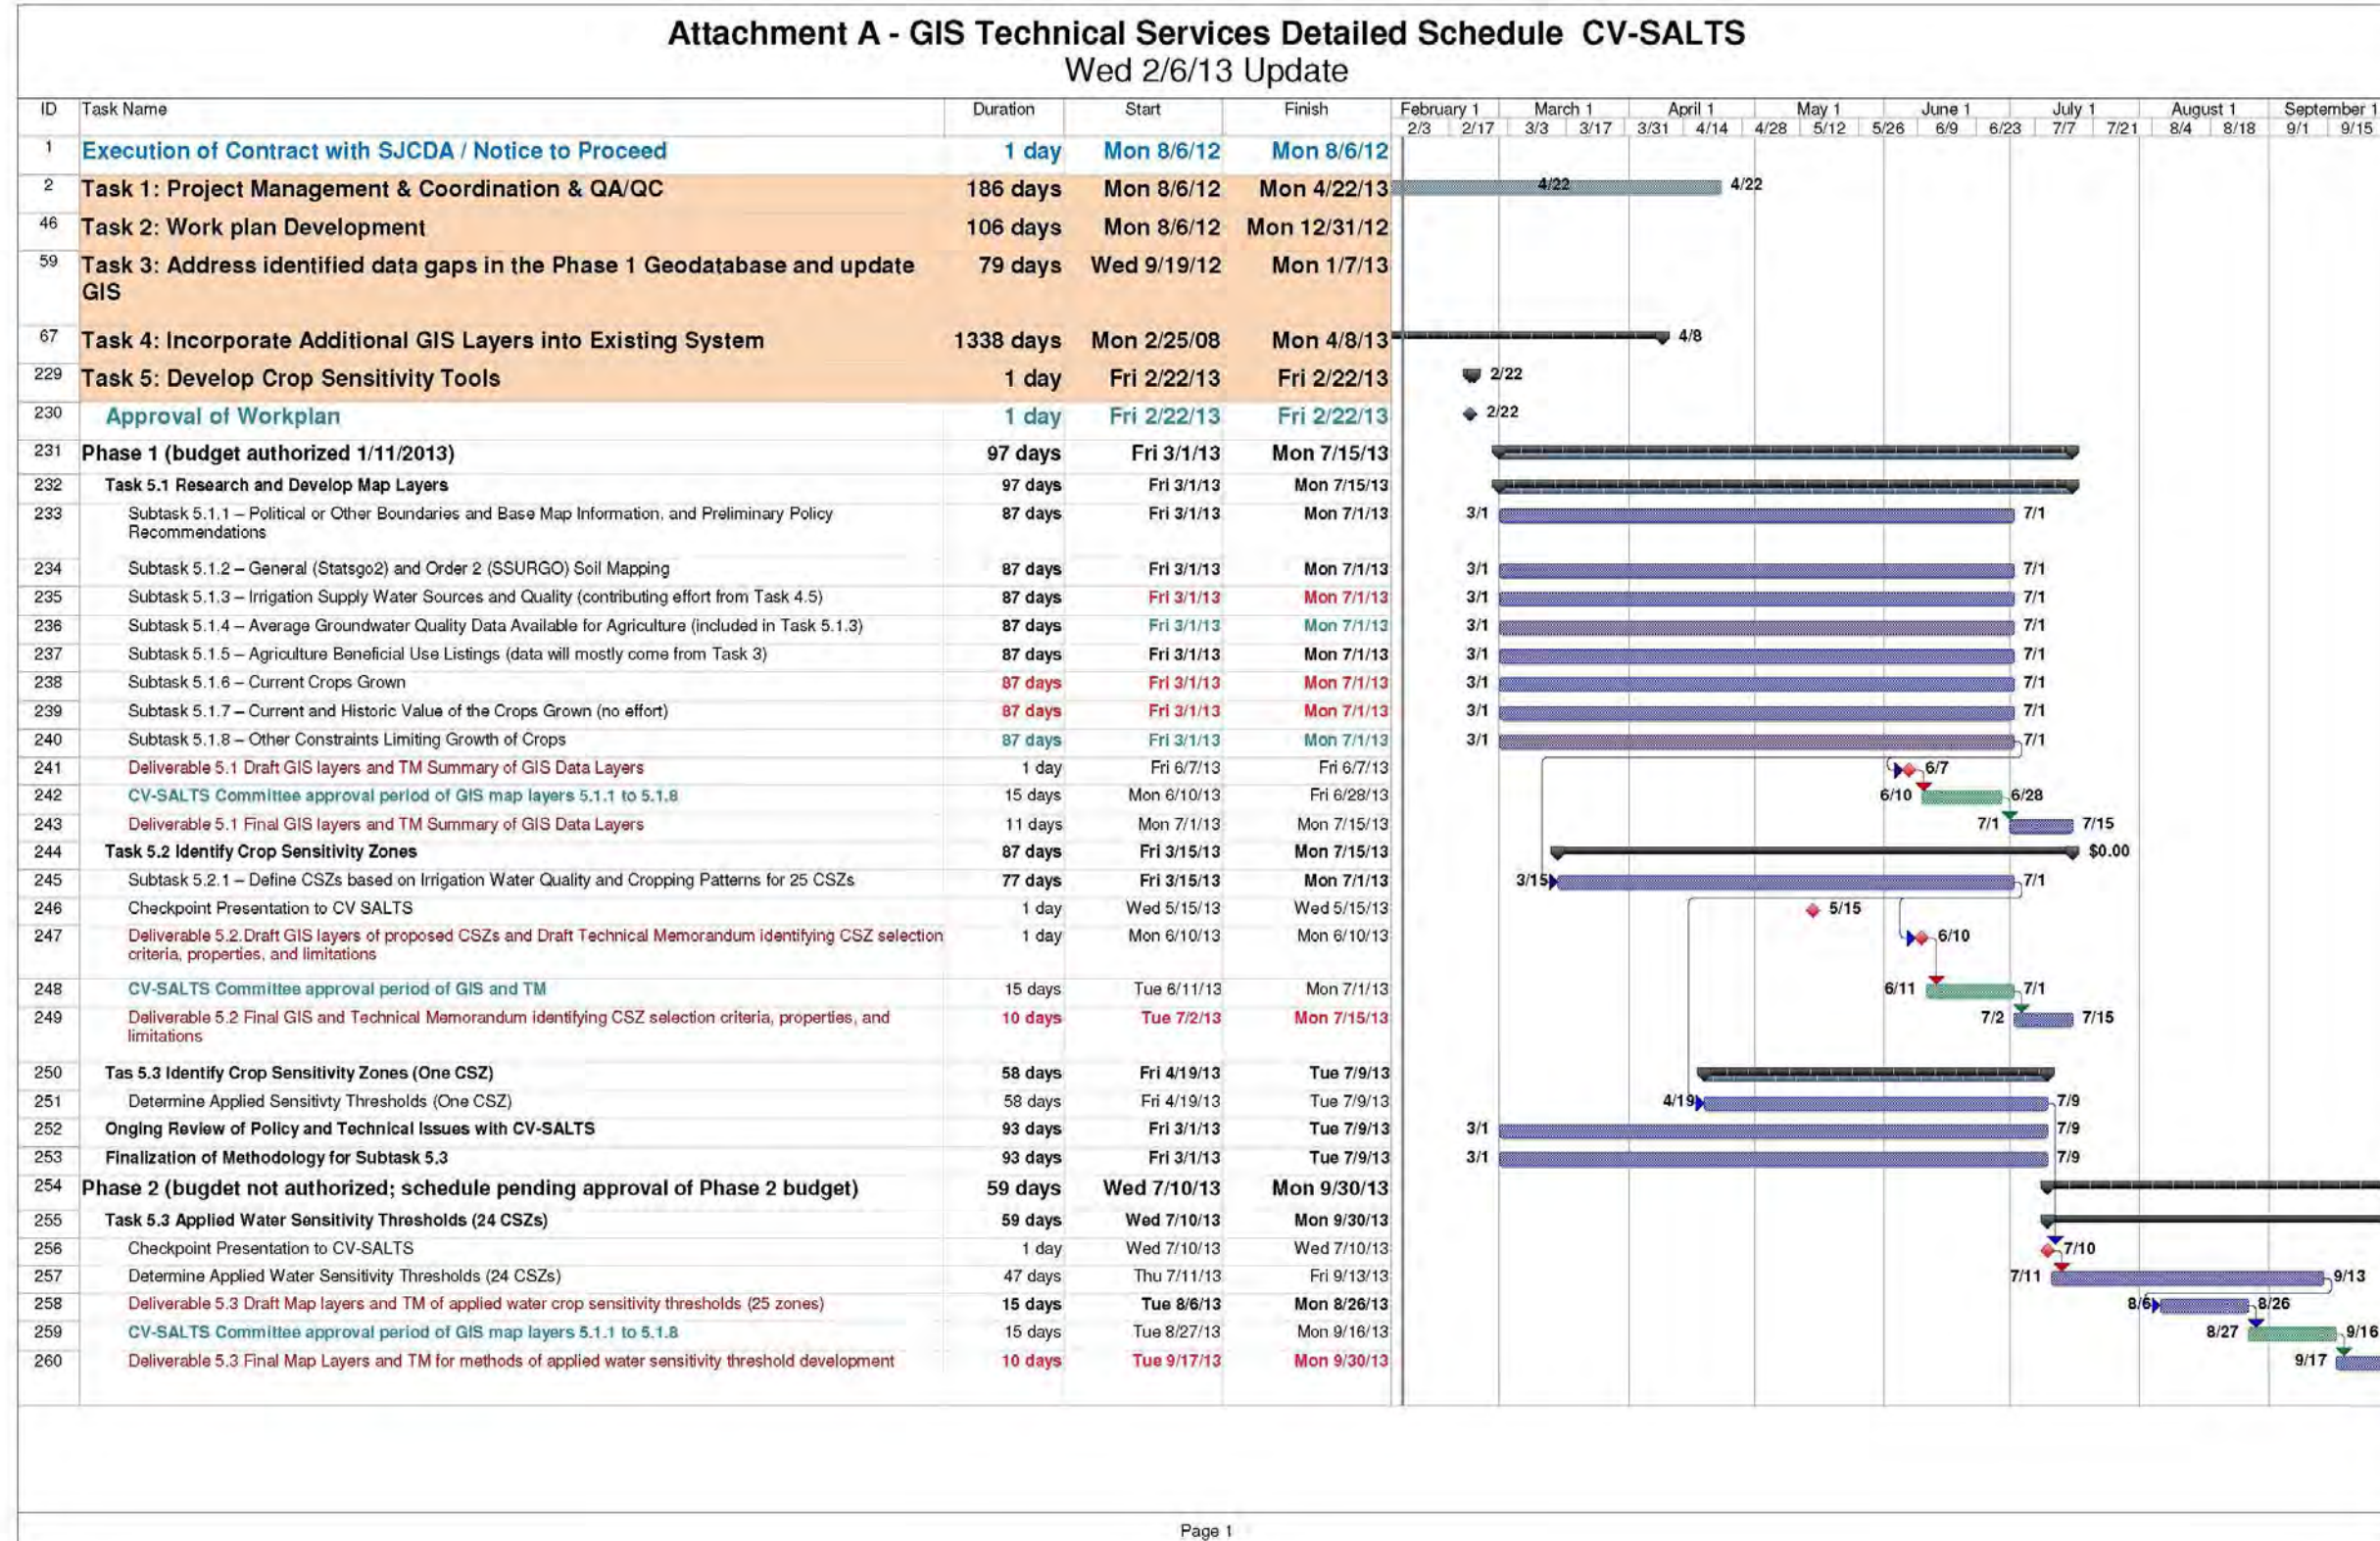 Attachment A - GIS Technical Services Detailed Schedule CV-SALTS
Wed 2/6/13 Update
ID Task Name Duration Start Finish February 1 March 1 April 1 May 1 June 1 July 1 August 1 September 1
2/3 2/17 3/3 3/17 3/31 4/14 4/28 5/12 5/26 6/9 6/23 7/7 7/21 8/4 8/18 9/1 9/15
1 Execution of Contract with SJCDA / Notice to Proceed 1 day Mon 8/6/12 Mon 8/6/12
2 Task 1: Project Management & Coordination & QA/QC 186 days Mon 8/6/12 Mon 4/22/13 4/22 4/22
46 Task 2: Work plan Development 106 days Mon 8/6/12 Mon 12/31/12
59 Task 3: Address identified data gaps in the Phase 1 Geodatabase and update 79 days Wed 9/19/12 Mon 1/7/13
GIS
67 Task 4: Incorporate Additional GIS Layers into Existing System 1338 days Mon 2/25/08 Mon 4/8/13 4/8
229 Task 5: Develop Crop Sensitivity Tools 1 day Fri 2/22/13 Fri 2/22/13 2/22
230 Approval of Workplan 1 day Fri 2/22/13 Fri 2/22/13 2/22
231 Phase 1 (budget authorized 1/11/2013) 97 days Fri 3/1/13 Mon 7/15/13
232 Task 5.1 Research and Develop Map Layers 97 days Fri 3/1/13 Mon 7/15/13
233 Subtask 5.1.1 – Political or Other Boundaries and Base Map Information, and Preliminary Policy 87 days Fri 3/1/13 Mon 7/1/13 3/1 7/1
Recommendations
234 Subtask 5.1.2 – General (Statsgo2) and Order 2 (SSURGO) Soil Mapping 87 days Fri 3/1/13 Mon 7/1/13 3/1 7/1
235 Subtask 5.1.3 – Irrigation Supply Water Sources and Quality (contributing effort from Task 4.5) 87 days Fri 3/1/13 Mon 7/1/13 3/1 7/1
236 Subtask 5.1.4 – Average Groundwater Quality Data Available for Agriculture (included in Task 5.1.3) 87 days Fri 3/1/13 Mon 7/1/13 3/1 7/1
237 Subtask 5.1.5 – Agriculture Beneficial Use Listings (data will mostly come from Task 3) 87 days Fri 3/1/13 Mon 7/1/13 3/1 7/1
238 Subtask 5.1.6 – Current Crops Grown 87 days Fri 3/1/13 Mon 7/1/13 3/1 7/1
239 Subtask 5.1.7 – Current and Historic Value of the Crops Grown (no effort) 87 days Fri 3/1/13 Mon 7/1/13 3/1 7/1
240 Subtask 5.1.8 – Other Constraints Limiting Growth of Crops 87 days Fri 3/1/13 Mon 7/1/13 3/1 7/1
241 Deliverable 5.1 Draft GIS layers and TM Summary of GIS Data Layers 1 day Fri 6/7/13 Fri 6/7/13 6/7
242 CV-SALTS Committee approval period of GIS map layers 5.1.1 to 5.1.8 15 days Mon 6/10/13 Fri 6/28/13 6/10 6/28
243 Deliverable 5.1 Final GIS layers and TM Summary of GIS Data Layers 11 days Mon 7/1/13 Mon 7/15/13 7/1 7/15
244 Task 5.2 Identify Crop Sensitivity Zones 87 days Fri 3/15/13 Mon 7/15/13 $0.00
245 Subtask 5.2.1 – Define CSZs based on Irrigation Water Quality and Cropping Patterns for 25 CSZs 77 days Fri 3/15/13 Mon 7/1/13 3/15 7/1
246 Checkpoint Presentation to CV SALTS 1 day Wed 5/15/13 Wed 5/15/13 5/15
247 Deliverable 5.2.Draft GIS layers of proposed CSZs and Draft Technical Memorandum identifying CSZ selection 1 day Mon 6/10/13 Mon 6/10/13 6/10
criteria, properties, and limitations
248 CV-SALTS Committee approval period of GIS and TM 15 days Tue 6/11/13 Mon 7/1/13 6/11 7/1
249 Deliverable 5.2 Final GIS and Technical Memorandum identifying CSZ selection criteria, properties, and 10 days Tue 7/2/13 Mon 7/15/13 7/2 7/15
limitations
250 Tas 5.3 Identify Crop Sensitivity Zones (One CSZ) 58 days Fri 4/19/13 Tue 7/9/13
251 Determine Applied Sensitivty Thresholds (One CSZ) 58 days Fri 4/19/13 Tue 7/9/13 4/19 7/9
252 Onging Review of Policy and Technical Issues with CV-SALTS 93 days Fri 3/1/13 Tue 7/9/13 3/1 7/9
253 Finalization of Methodology for Subtask 5.3 93 days Fri 3/1/13 Tue 7/9/13 3/1 7/9
254 Phase 2 (bugdet not authorized; schedule pending approval of Phase 2 budget) 59 days Wed 7/10/13 Mon 9/30/13
255 Task 5.3 Applied Water Sensitivity Thresholds (24 CSZs) 59 days Wed 7/10/13 Mon 9/30/13
256 Checkpoint Presentation to CV-SALTS 1 day Wed 7/10/13 Wed 7/10/13 7/10
257 Determine Applied Water Sensitivity Thresholds (24 CSZs) 47 days Thu 7/11/13 Fri 9/13/13 7/11 9/13
258 Deliverable 5.3 Draft Map layers and TM of applied water crop sensitivity thresholds (25 zones) 15 days Tue 8/6/13 Mon 8/26/13 8/6 8/26
259 CV-SALTS Committee approval period of GIS map layers 5.1.1 to 5.1.8 15 days Tue 8/27/13 Mon 9/16/13 8/27 9/16
260 Deliverable 5.3 Final Map Layers and TM for methods of applied water sensitivity threshold development 10 days Tue 9/17/13 Mon 9/30/13 9/17
Page 1